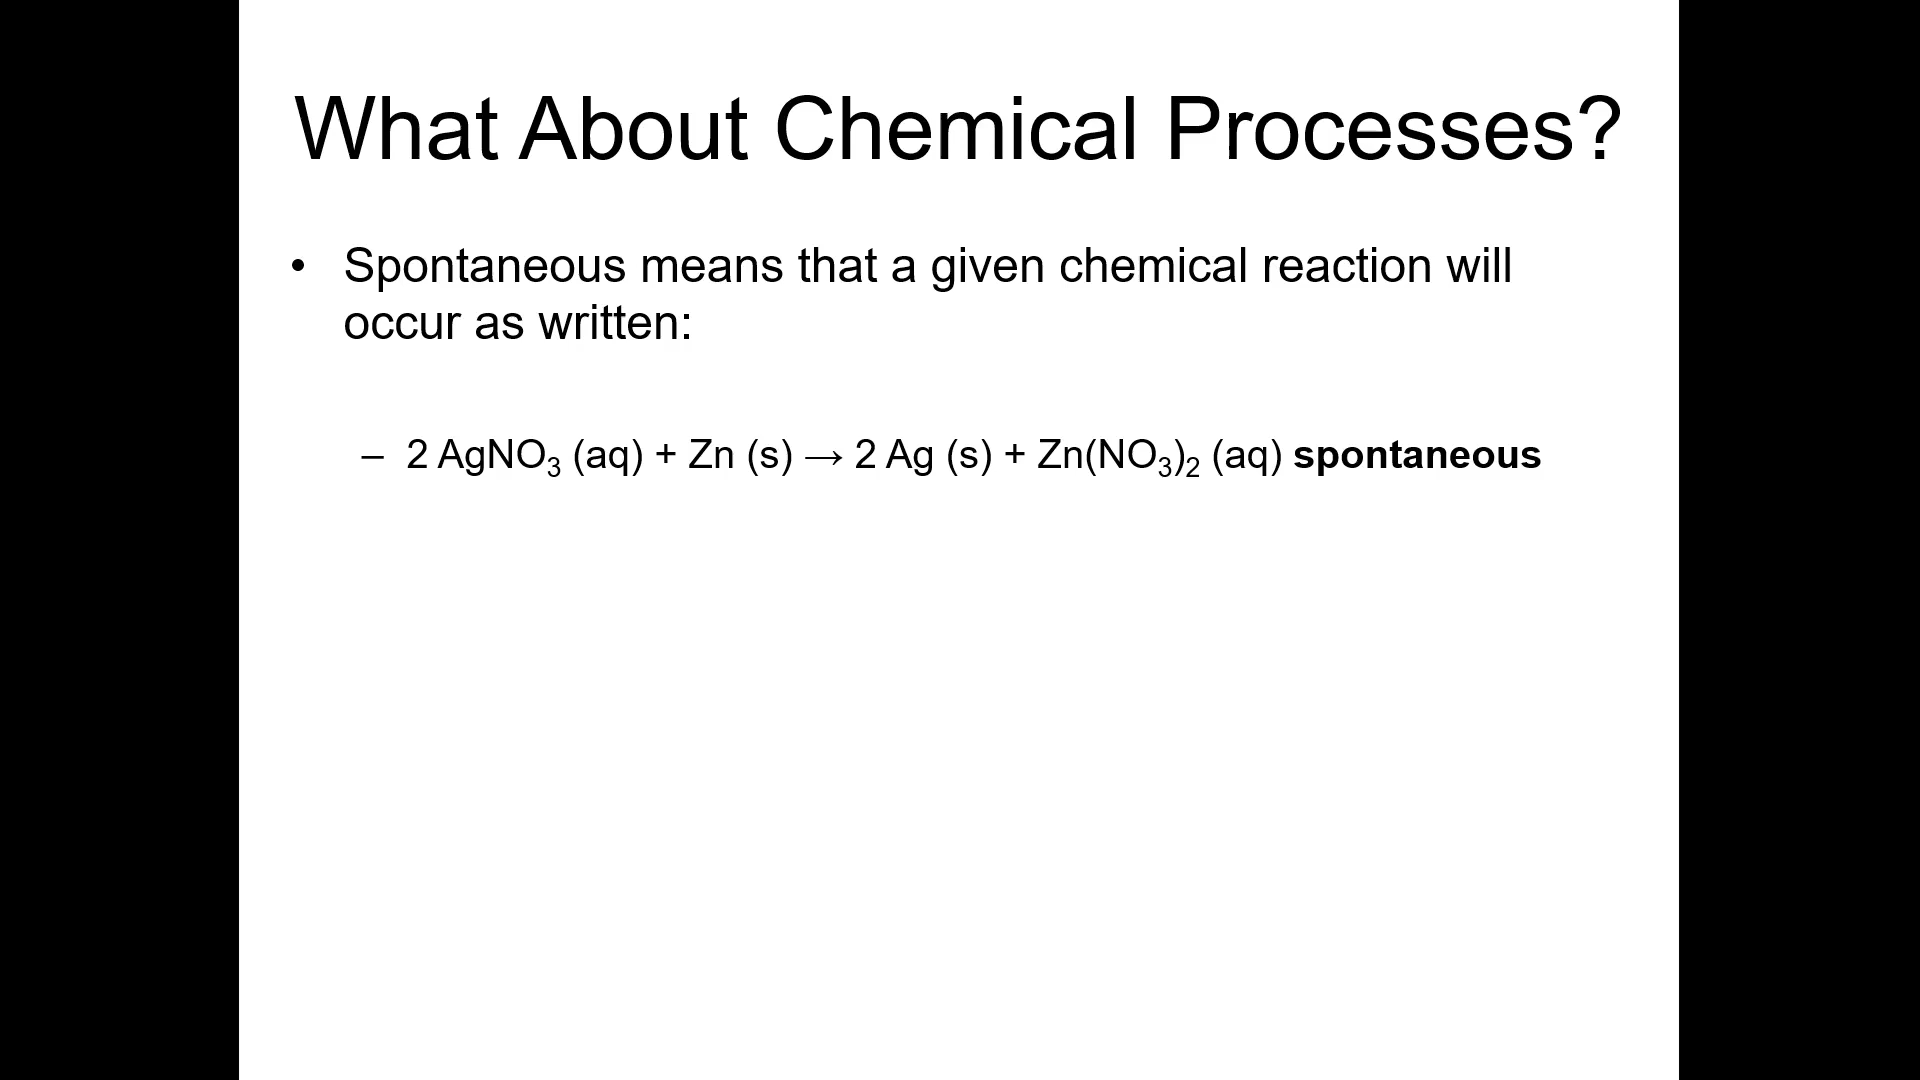 What About Chemical Processes?
• Spontaneous means that a given chemical reaction will
occur as written:
– 2 AgNO₃ (aq) + Zn (s) → 2 Ag (s) + Zn(NO₃)₂ (aq) spontaneous